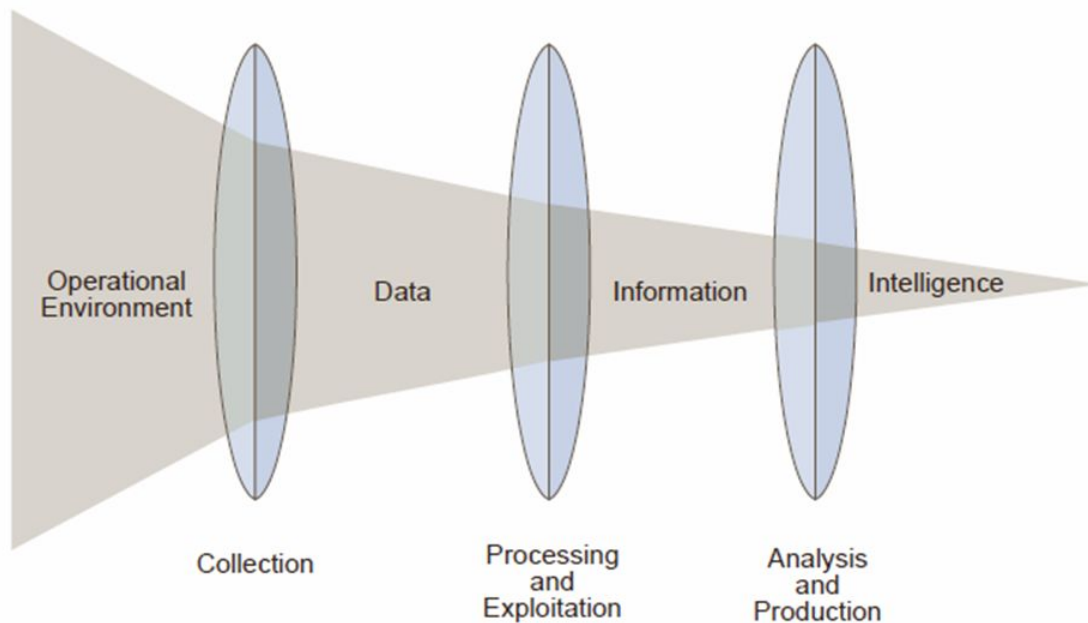 Operational
Environment
Data
Information
Intelligence
Collection
Processing
and
Exploitation
Analysis
and
Production